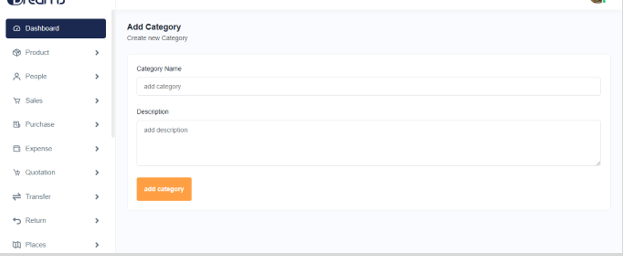 Dreams
Dashboard
Product
People
Sales
Purchase
Expense
Quotation
Transfer
Return
Places
Add Category
Create new Category
Category Name
add category
Description
add description
add category